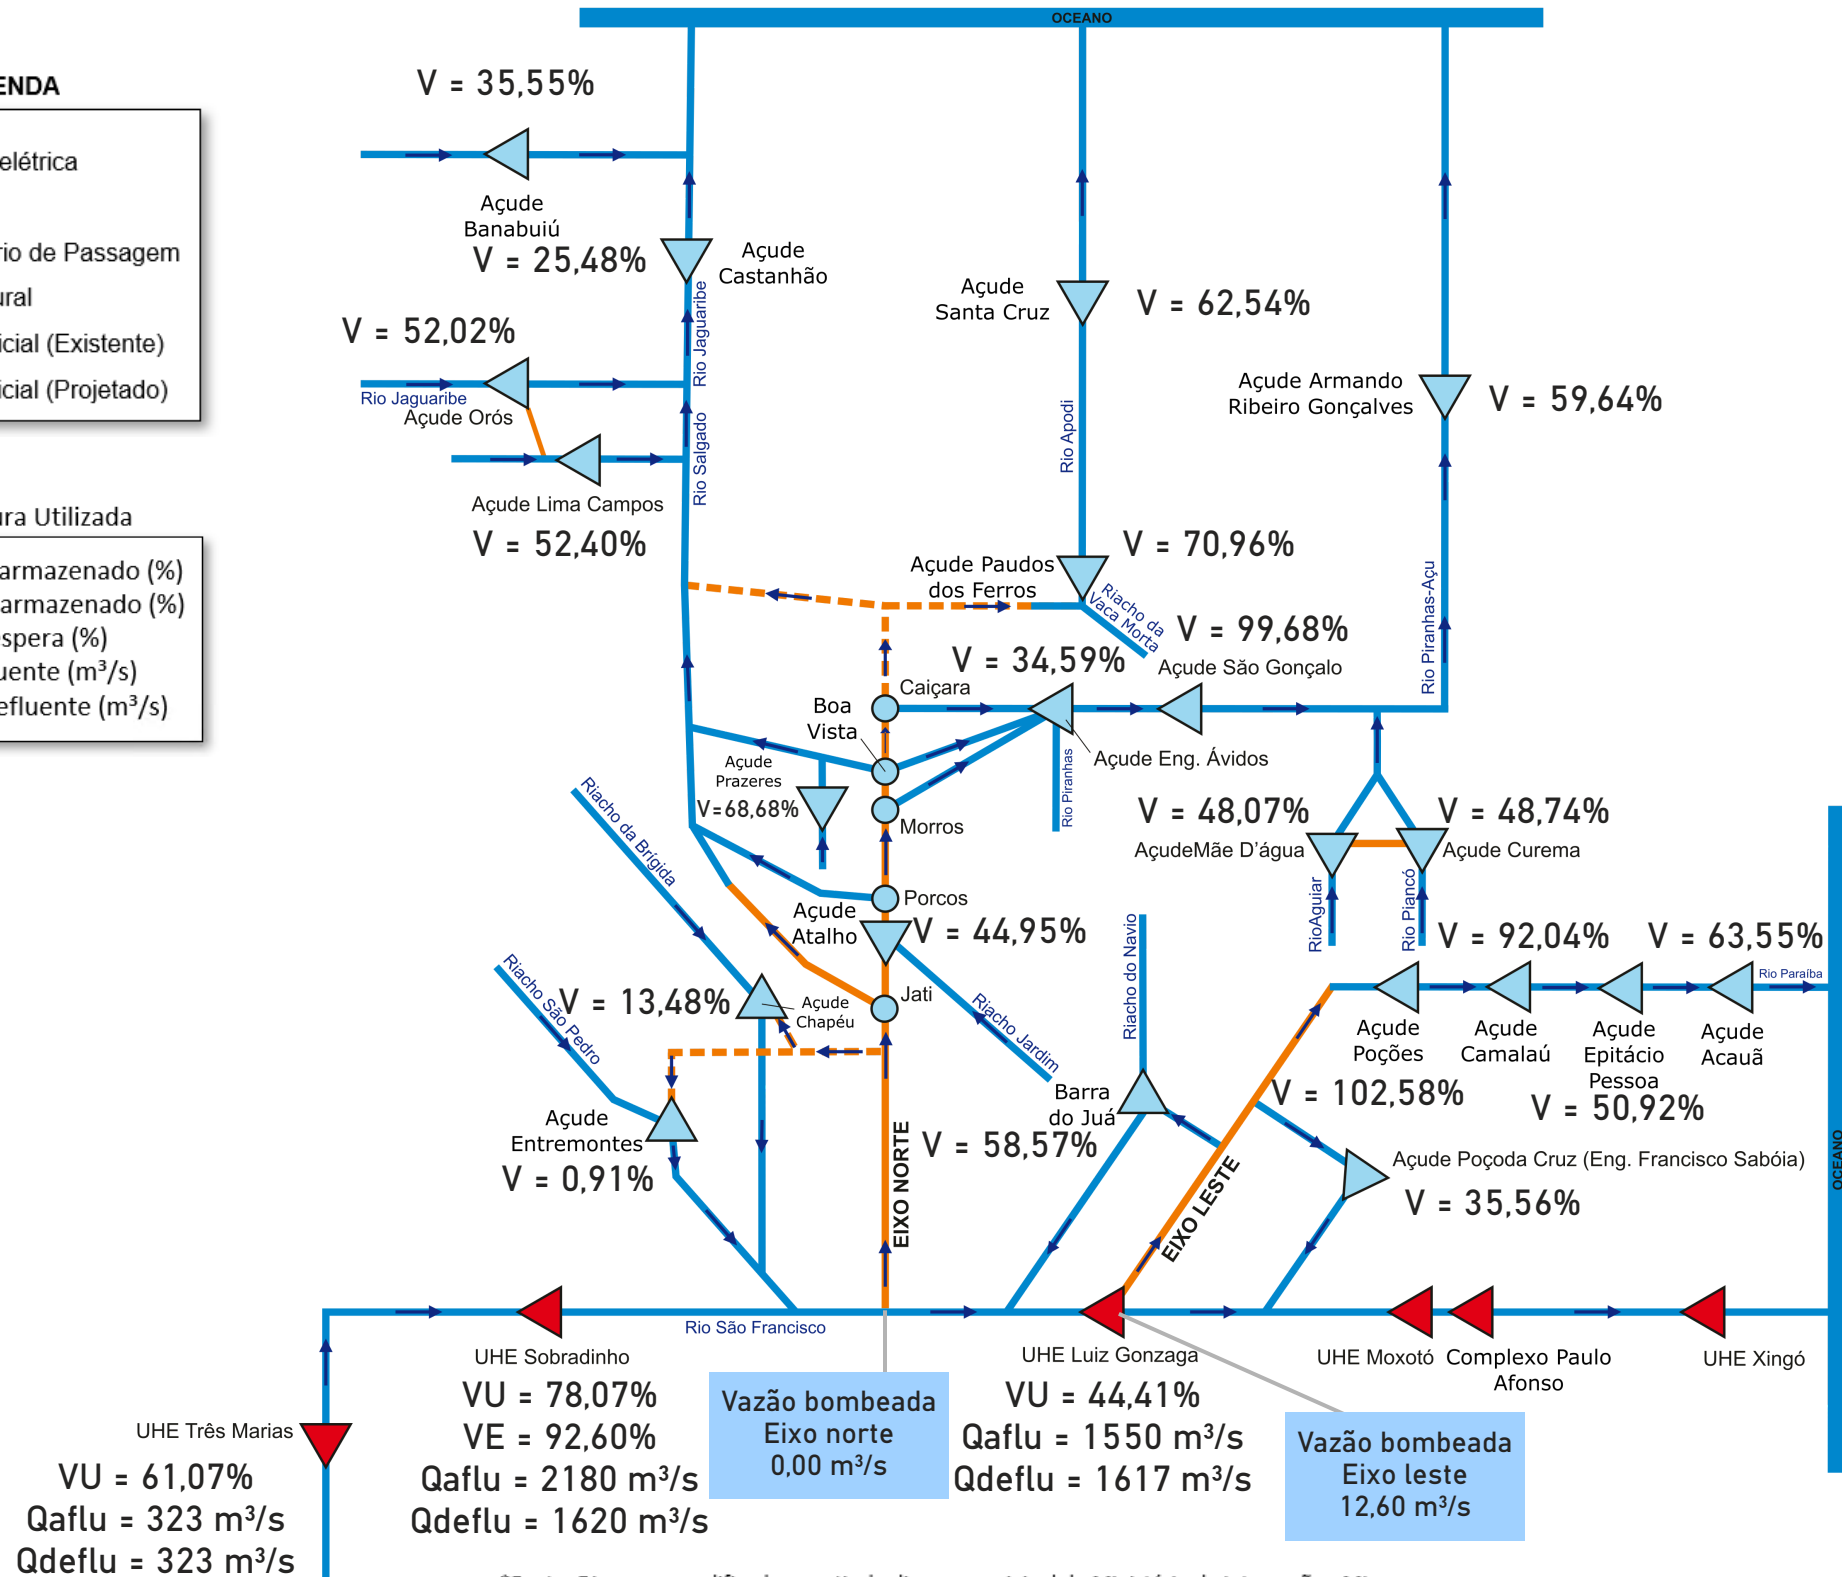 OCEANO
ENDA
elétrica
rio de Passagem
ural
icial (Existente)
icial (Projetado)
ura Utilizada
armazenado (%)
armazenado (%)
espera (%)
luente (m³/s)
efluente (m³/s)
V = 35,55%
Açude
Banabuiú
V = 25,48%
Açude
Castanhão
V = 52,02%
Rio Jaguaribe
Açude Orós
Rio Jaguaribe
Rio Salgado
Açude Lima Campos
V = 52,40%
Açude
Santa Cruz
V = 62,54%
Rio Apodi
Açude Armando
Ribeiro Gonçalves
V = 59,64%
Açude Paudos
dos Ferros
V = 70,96%
Riacho da
Vaca Morta
V = 99,68%
Açude São Gonçalo
V = 34,59%
Rio Piranhas-Açu
Caiçara
Boa
Vista
Açude Eng. Ávidos
Rio Piranhas
Açude
Prazeres
V=68,68%
Morros
Riacho da Brígida
V = 48,07%
AçudeMãe D'água
V = 48,74%
Açude Curema
RioAguiar
Rio Piancó
Porcos
Açude
Atalho
V = 44,95%
Riacho do Navio
V = 92,04%
V = 63,55%
Rio Paraíba
Riacho São Pedro
V = 13,48%
Açude
Chapéu
Jati
Riacho Jardim
Açude
Poções
Açude
Camalaú
Açude
Epitácio
Pessoa
Açude
Acauã
V = 102,58%
V = 50,92%
Barra
do Juá
V = 58,57%
Açude
Entremontes
V = 0,91%
EIXO NORTE
EIXO LESTE
Açude Poçoda Cruz (Eng. Francisco Sabóia)
V = 35,56%
OCEANO
Rio São Francisco
UHE Sobradinho
VU = 78,07%
VE = 92,60%
Qaflu = 2180 m³/s
Qdeflu = 1620 m³/s
Vazão bombeada
Eixo norte
0,00 m³/s
UHE Luiz Gonzaga
VU = 44,41%
Qaflu = 1550 m³/s
Qdeflu = 1617 m³/s
Vazão bombeada
Eixo leste
12,60 m³/s
UHE Moxotó
Complexo Paulo
Afonso
UHE Xingó
UHE Três Marias
VU = 61,07%
Qaflu = 323 m³/s
Qdeflu = 323 m³/s